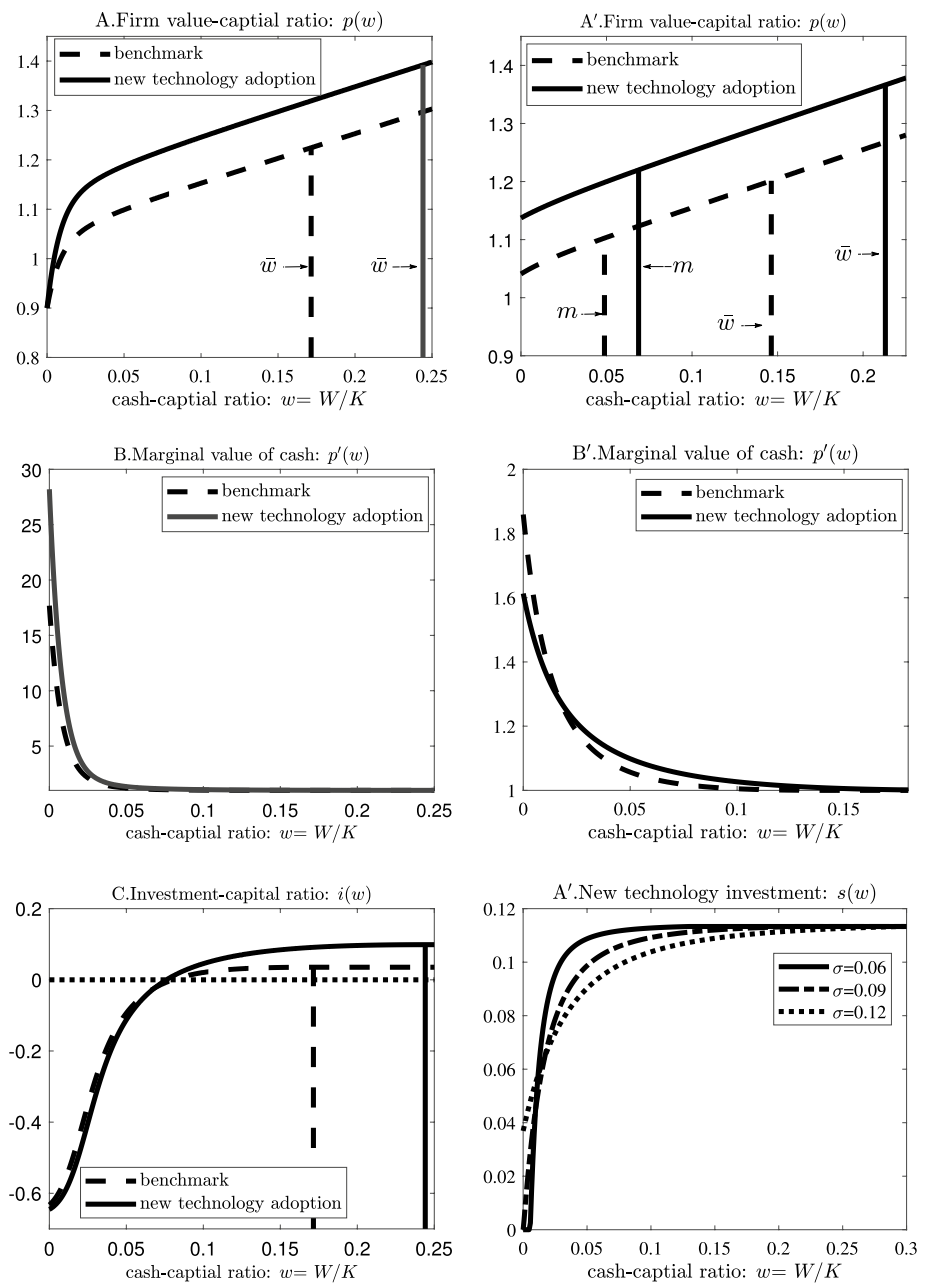 A.Firm value-captial ratio: p(w)
benchmark
new technology adoption
1.4
1.3
1.2
1.1
1
0.9
0.8
w̄
w̄
0 0.05 0.1 0.15 0.2 0.25
cash-captial ratio: w= W/K
A′.Firm value-capital ratio: p(w)
benchmark
new technology adoption
1.4
1.3
1.2
1.1
1
0.9
m
m
w̄
w̄
0 0.05 0.1 0.15 0.2
cash-captial ratio: w= W/K
B.Marginal value of cash: p′(w)
benchmark
new technology adoption
30
25
20
15
10
5
0 0.05 0.1 0.15 0.2 0.25
cash-captial ratio: w= W/K
B′.Marginal value of cash: p′(w)
benchmark
new technology adoption
2
1.8
1.6
1.4
1.2
1
0 0.05 0.1 0.15
cash-captial ratio: w= W/K
C.Investment-capital ratio: i(w)
0.2
0
-0.2
-0.4
-0.6
benchmark
new technology adoption
0 0.05 0.1 0.15 0.2 0.25
cash-captial ratio: w= W/K
A′.New technology investment: s(w)
0.12
0.1
0.08
0.06
0.04
0.02
0
σ=0.06
σ=0.09
σ=0.12
0 0.05 0.1 0.15 0.2 0.25 0.3
cash-captial ratio: w= W/K